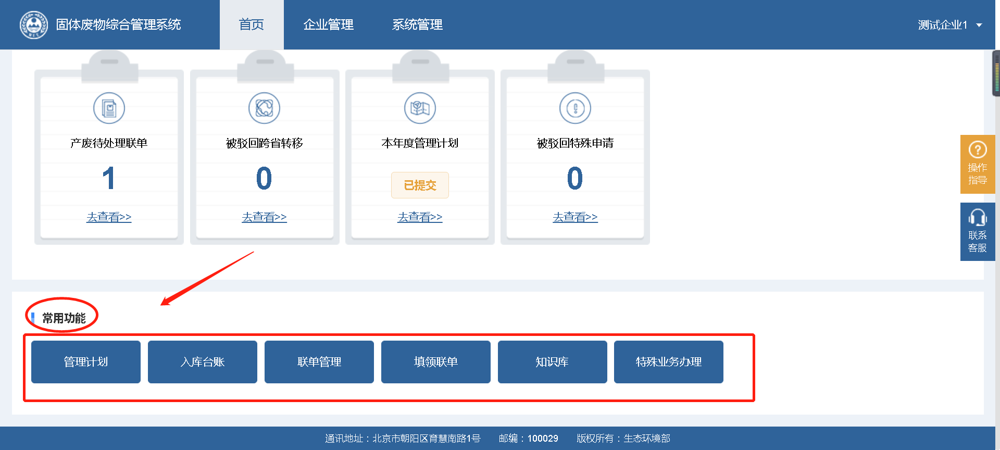 固体废物综合管理系统 首页 企业管理 系统管理 测试企业1
产废待处理联单 被驳回跨省转移 本年度管理计划 被驳回特殊申请
1 0 已提交 0
去查看>> 去查看>> 去查看>> 去查看>>
操作
指导
联系
客服
常用功能
管理计划 入库台账 联单管理 填领联单 知识库 特殊业务办理
通讯地址：北京市朝阳区育慧南路1号 邮编：100029 版权所有：生态环境部